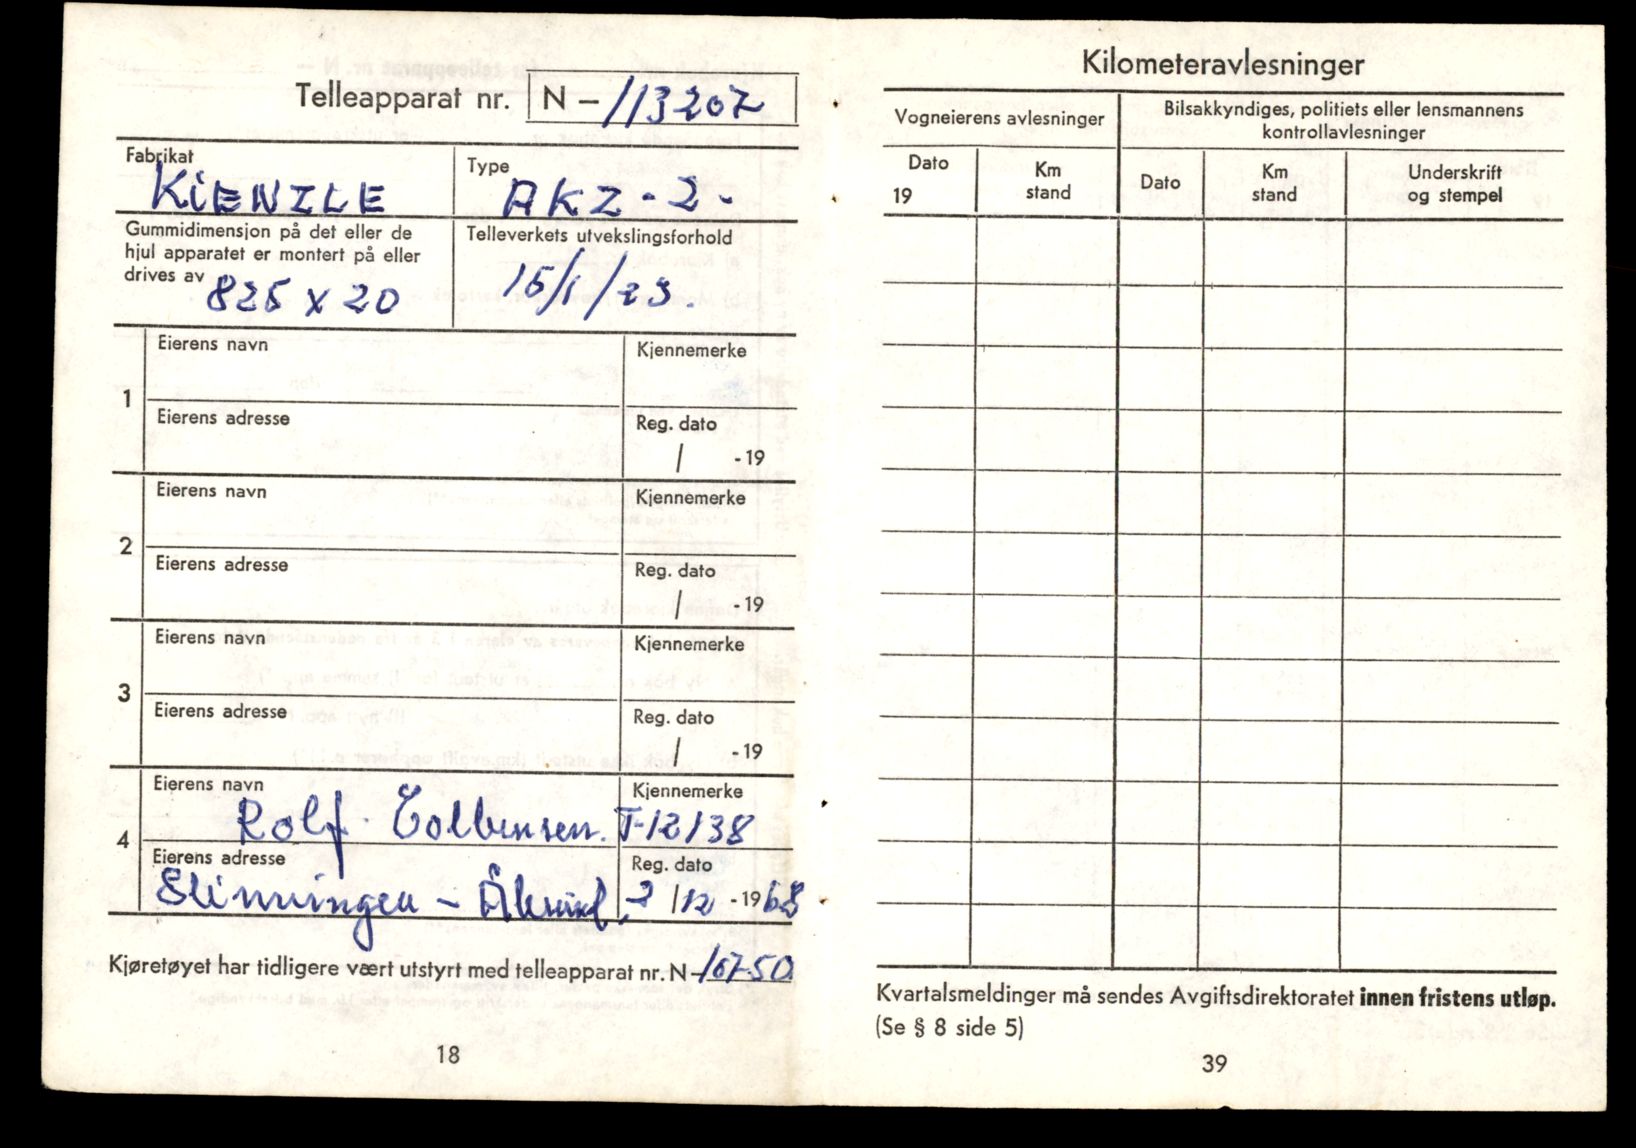 Telleapparat nr. N - 113207
Fabrikat
KiENZLE
Type
AKZ - 2 -
Gummidimensjon på det eller de
hjul apparatet er montert på eller
drives av
825 x 20
Telleverkets utvekslingsforhold
1
Eierens navn
Kjennemerke
Eierens adresse
Reg. dato
/ -19
2
Eierens navn
Kjennemerke
Eierens adresse
Reg. dato
/ -19
3
Eierens navn
Kjennemerke
Eierens adresse
Reg. dato
/ -19
4
Eierens navn
Rolf
Kjennemerke
T-12138
Eierens adresse
Slinningen -
Reg. dato
2 / 12 - 1968
Kjøretøyet har tidligere vært utstyrt med telleapparat nr. N - 16750
18
Kilometeravlesninger
Vogneierens avlesninger
Bilsakkyndiges, politiets eller lensmannens
kontrollavlesninger
Dato
19
Km
stand
Dato
Km
stand
Underskrift
og stempel
Kvartalsmeldinger må sendes Avgiftsdirektoratet innen fristens utløp.
(Se § 8 side 5)
39